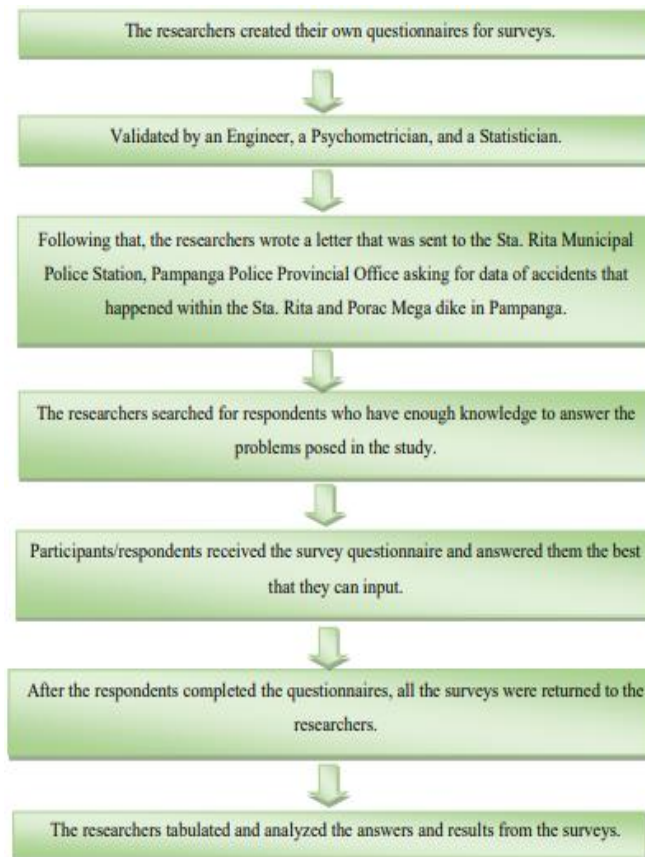 The researchers created their own questionnaires for surveys.
Validated by an Engineer, a Psychometrician, and a Statistician.
Following that, the researchers wrote a letter that was sent to the Sta. Rita Municipal
Police Station, Pampanga Police Provincial Office asking for data of accidents that
happened within the Sta. Rita and Porac Mega dike in Pampanga.
The researchers searched for respondents who have enough knowledge to answer the
problems posed in the study.
Participants/respondents received the survey questionnaire and answered them the best
that they can input.
After the respondents completed the questionnaires, all the surveys were returned to the
researchers.
The researchers tabulated and analyzed the answers and results from the surveys.